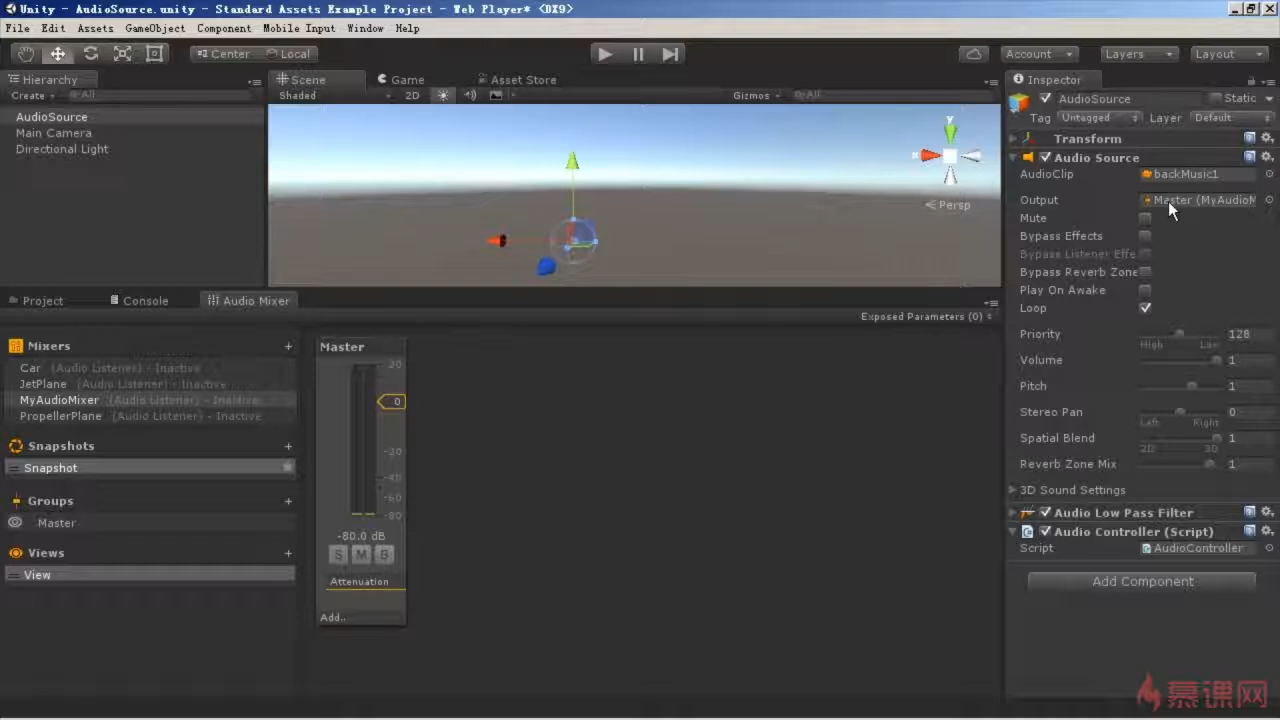 Unity - AudioSource.unity - Standard Assets Example Project - Web Player* <DX9>
File Edit Assets GameObject Component Mobile Input Window Help
Center Local Account Layers Layout
Hierarchy
Create All
AudioSource
Main Camera
Directional Light
Scene Game Asset Store
Shaded 2D Gizmos All
y
x
Persp
Inspector
AudioSource Static
Tag Untagged Layer Default
Transform
Audio Source
AudioClip backMusic1
Output Master (MyAudioM
Mute
Bypass Effects
Bypass Listener Effe
Bypass Reverb Zone
Play On Awake
Loop
Priority 128
High Low
Volume 1
Pitch 1
Stereo Pan 0
Left Right
Spatial Blend 1
2D 3D
Reverb Zone Mix 1
3D Sound Settings
Audio Low Pass Filter
Audio Controller (Script)
Script AudioController
Add Component
Project Console Audio Mixer
Exposed Parameters (0)
Mixers +
Car (Audio Listener) - Inactive
JetPlane (Audio Listener) - Inactive
MyAudioMixer (Audio Listener) - Inactive
PropellerPlane (Audio Listener) - Inactive
Snapshots +
Snapshot
Groups +
Master
Views +
View
Master
20
0
-20
-40
-60
-80
-80.0 dB
S M B
Attenuation
Add..
慕课网